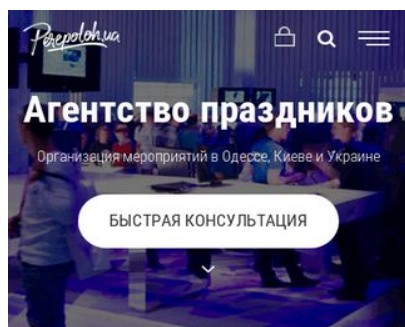 Perepoloh.ua
Агентство праздников
Организация мероприятий в Одессе, Киеве и Украине
БЫСТРАЯ КОНСУЛЬТАЦИЯ